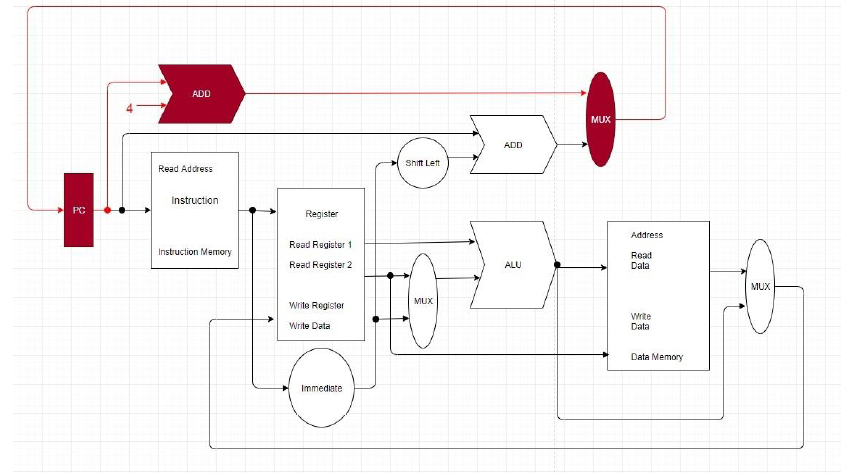 ADD
4
MUX
ADD
Shift Left
Read Address
Instruction
Instruction Memory
PC
Register
Read Register 1
Read Register 2
Write Register
Write Data
MUX
ALU
Address
Read
Data
Write
Data
Data Memory
MUX
Immediate